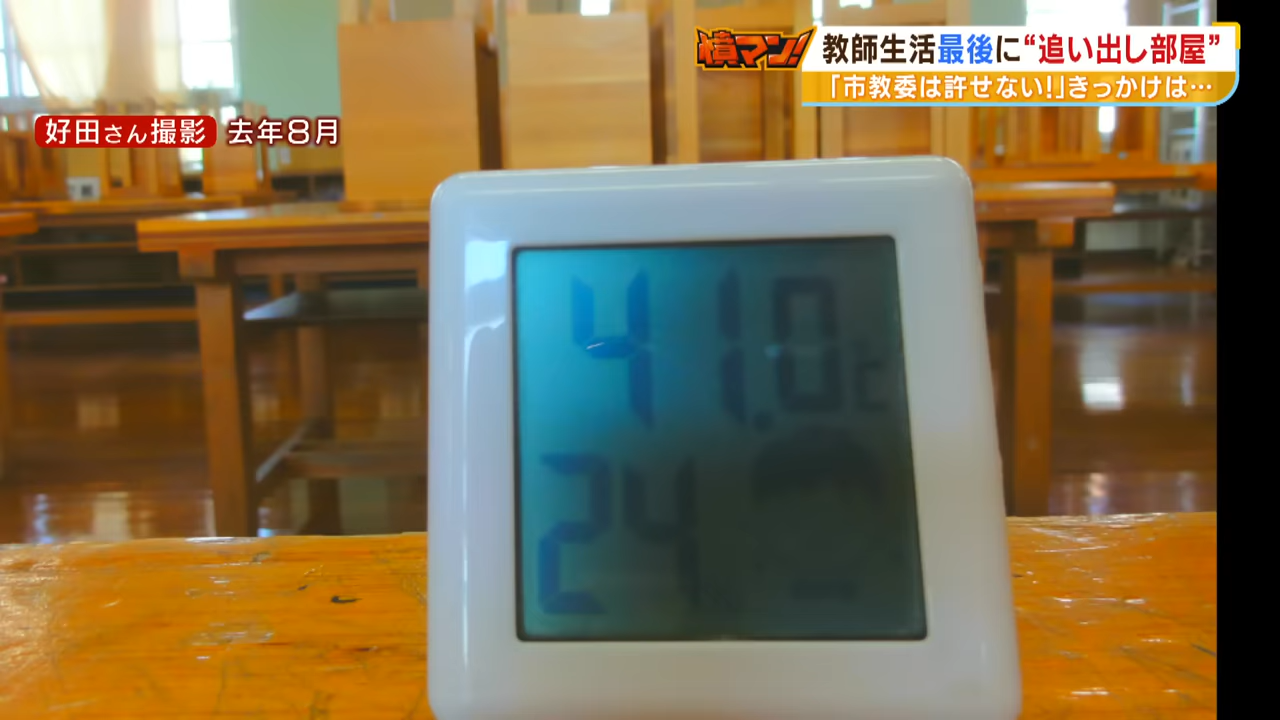 憤マン!
教師生活最後に“追い出し部屋”
「市教委は許せない!」きっかけは…
好田さん撮影 去年8月
41.0℃
24